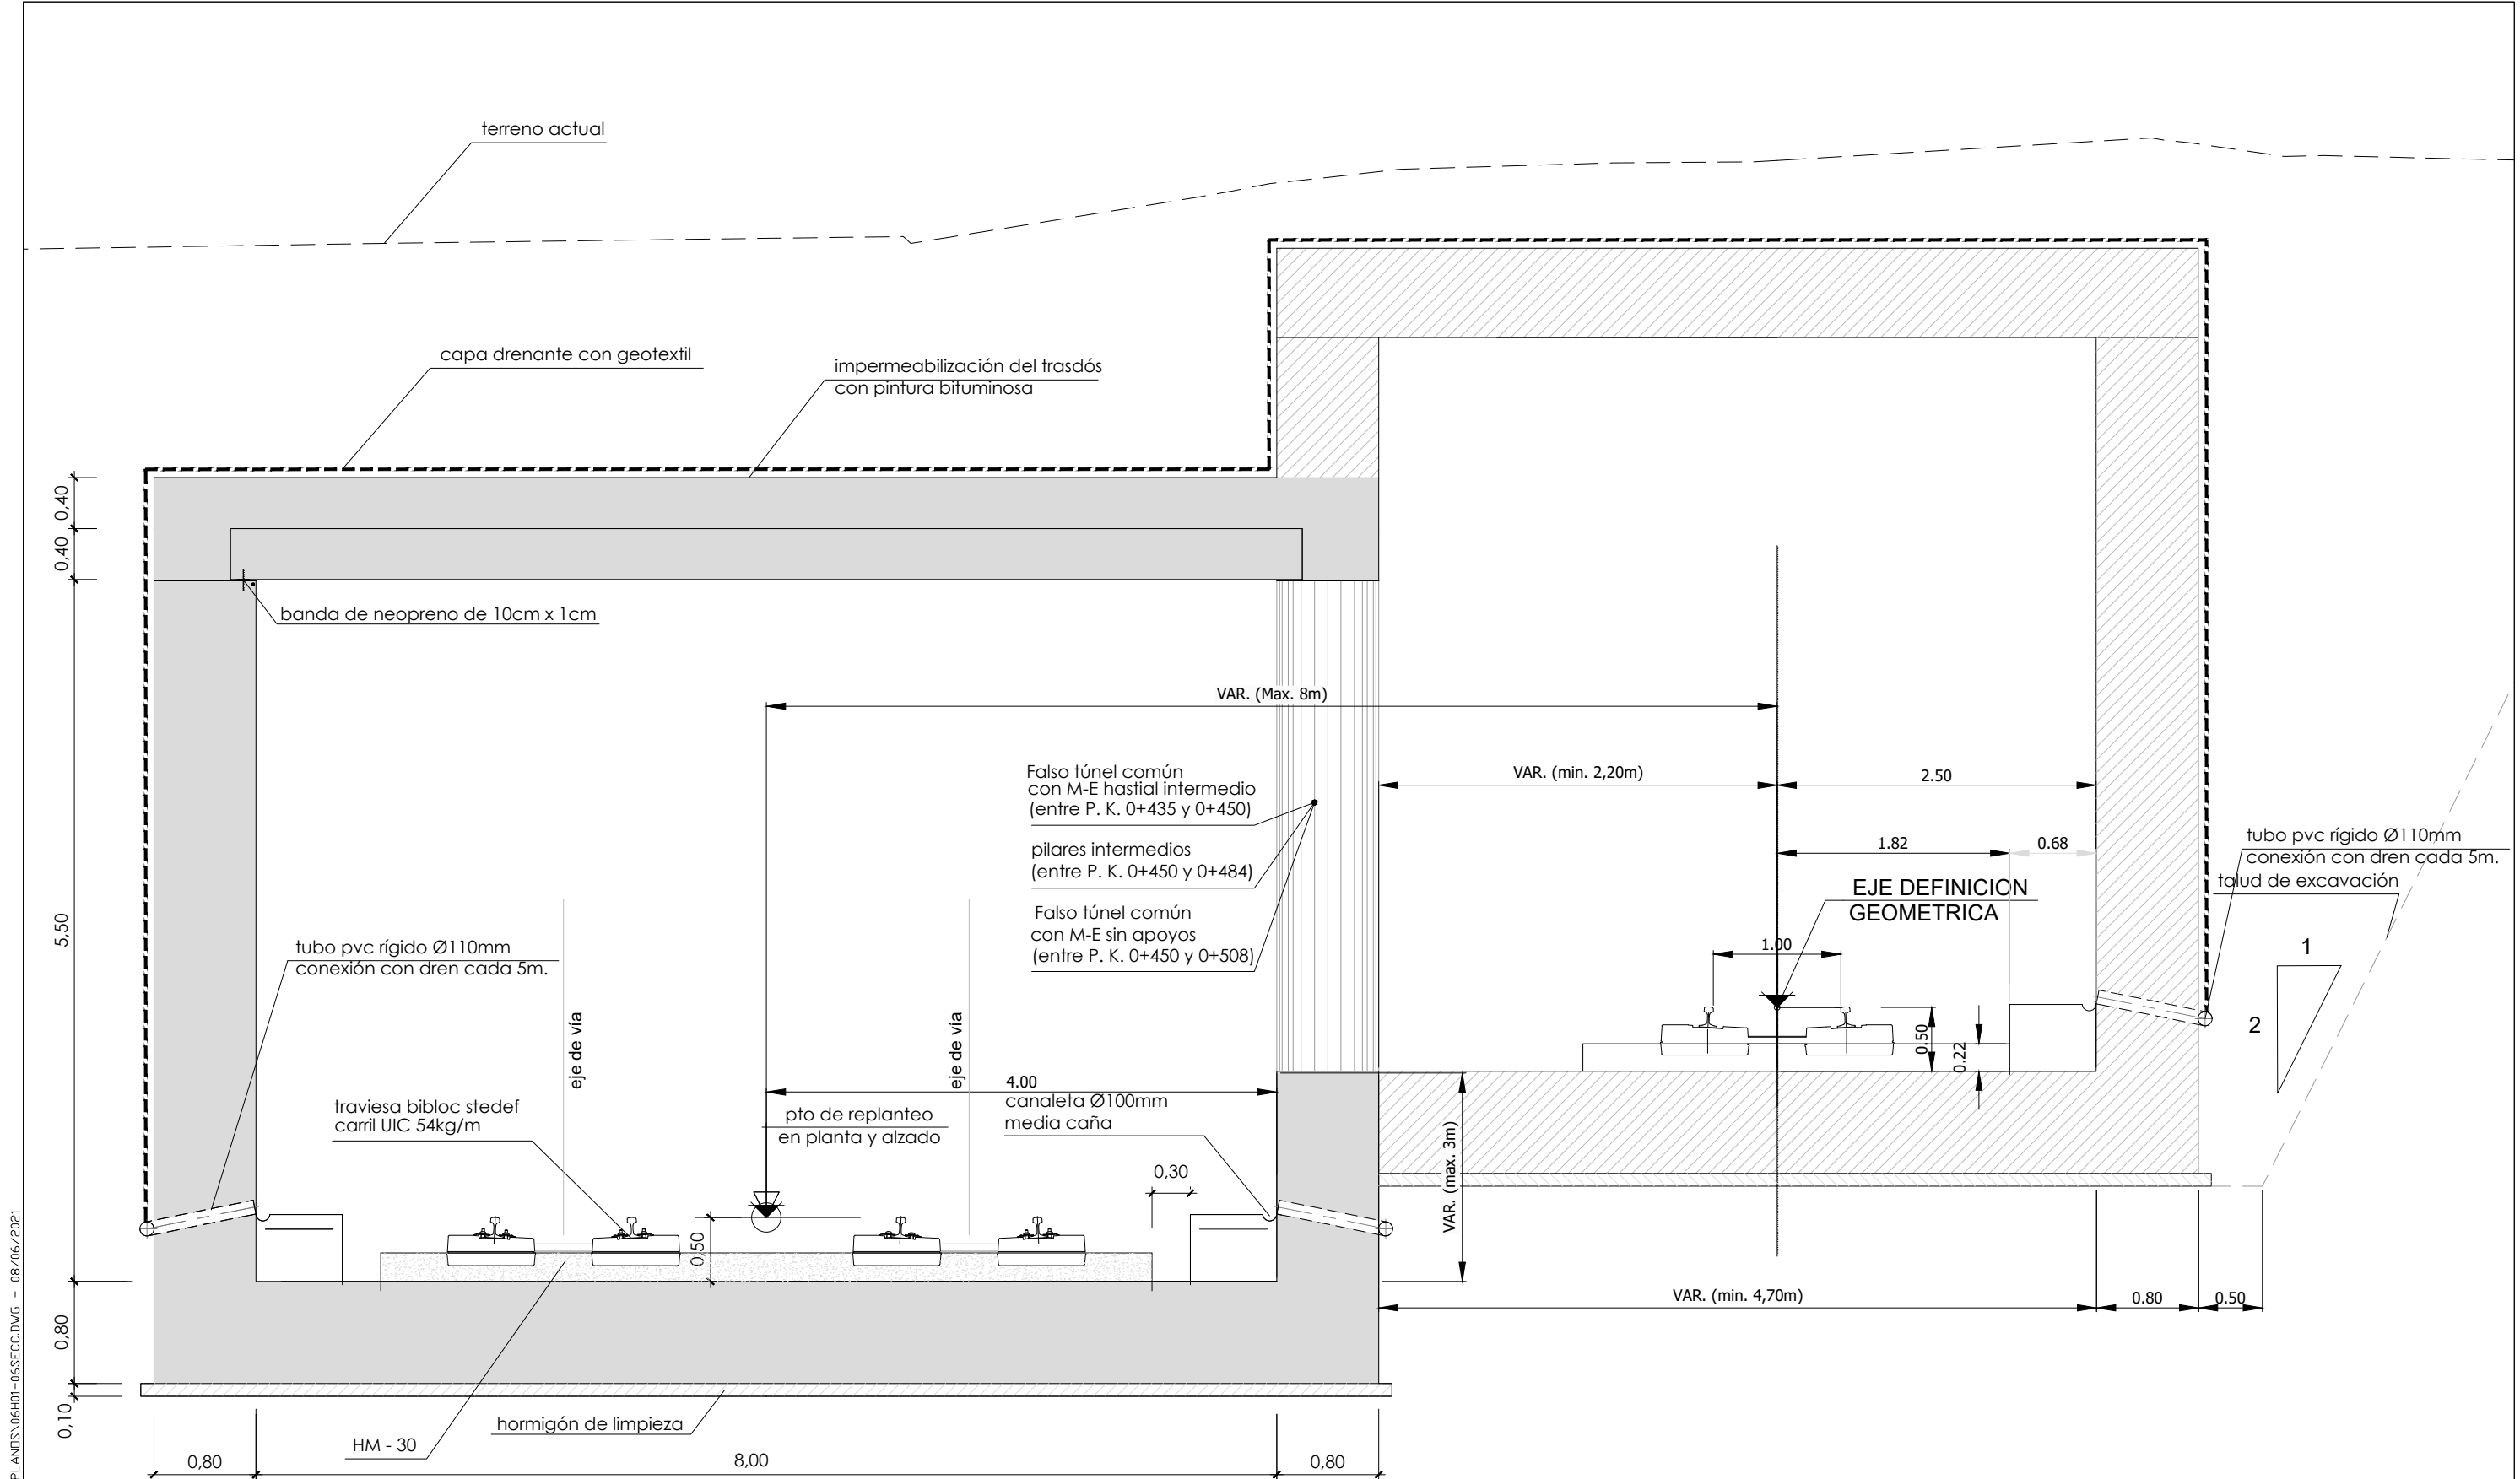 terreno actual
capa drenante con geotextil
impermeabilización del trasdós
con pintura bituminosa
0,40
0,40
banda de neopreno de 10cm x 1cm
VAR. (Max. 8m)
Falso túnel común
con M-E hastial intermedio
(entre P. K. 0+435 y 0+450)
pilares intermedios
(entre P. K. 0+450 y 0+484)
Falso túnel común
con M-E sin apoyos
(entre P. K. 0+450 y 0+508)
VAR. (min. 2,20m)
2.50
1.82
0.68
tubo pvc rígido Ø110mm
conexión con dren cada 5m.
talud de excavación
EJE DEFINICION
GEOMETRICA
1
2
1.00
0.50
0.22
5,50
tubo pvc rígido Ø110mm
conexión con dren cada 5m.
eje de vía
eje de vía
4.00
canaleta Ø100mm
media caña
traviesa bibloc stedef
carril UIC 54kg/m
pto de replanteo
en planta y alzado
0,30
0,50
VAR. (max. 3m)
VAR. (min. 4,70m)
0.80
0.50
0,80
0,10
hormigón de limpieza
HM - 30
0,80
8,00
0,80
PLANOS\06H01-06SECC.DWG - 08/06/2021